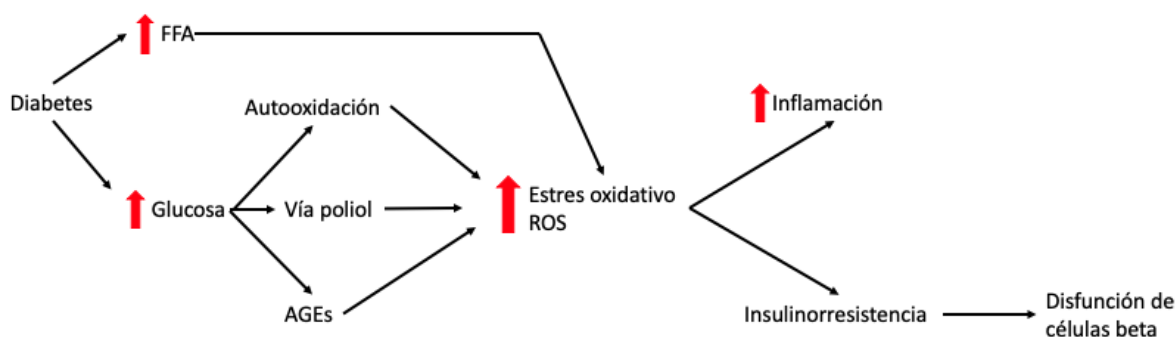 FFA
Diabetes
Autooxidación
Inflamación
Glucosa
Vía poliol
Estres oxidativo
ROS
AGEs
Insulinorresistencia
Disfunción de
células beta